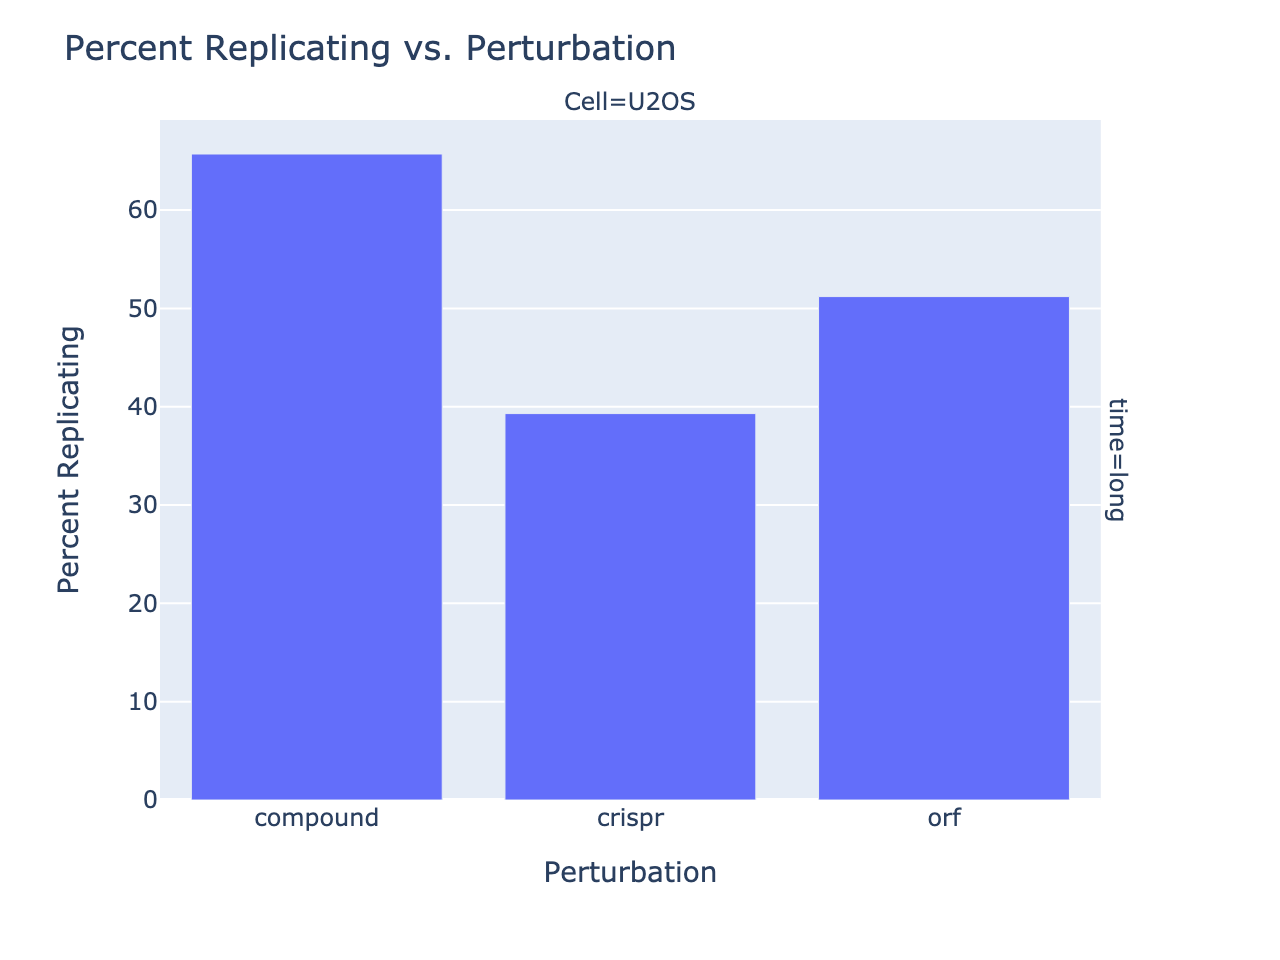 Percent Replicating vs. Perturbation
Cell=U2OS
60
50
40
30
20
10
0
Percent Replicating
time=long
compound
crispr
orf
Perturbation